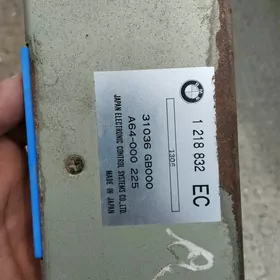 1 218 832 EC
1306
31036 GB000
A64-000 225
JAPAN ELECTRONIC CONTROL SYSTEMS CO.,LTD.
MADE IN JAPAN